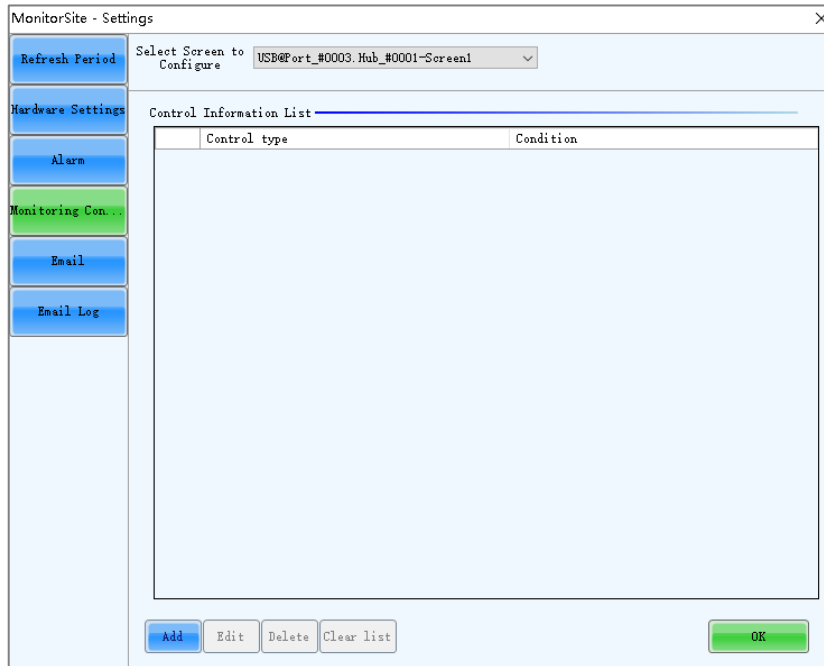 MonitorSite - Settings
Refresh Period
Hardware Settings
Alarm
Monitoring Con...
Email
Email Log
Select Screen to
Configure
USB@Port_#0003.Hub_#0001-Screen1
Control Information List
Control type
Condition
Add
Edit
Delete
Clear list
OK